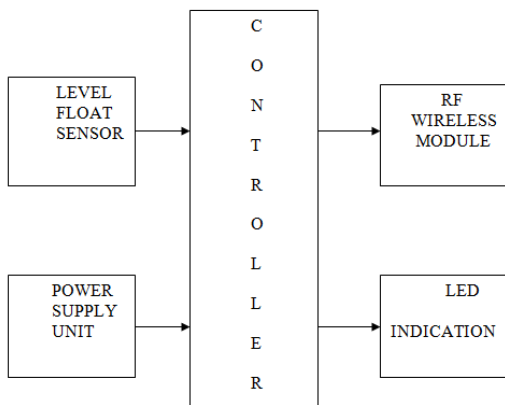 LEVEL
FLOAT
SENSOR
POWER
SUPPLY
UNIT
C
O
N
T
R
O
L
L
E
R
RF
WIRELESS
MODULE
LED
INDICATION